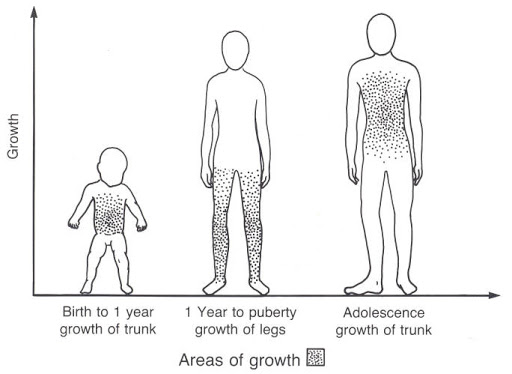 Growth
Birth to 1 year
growth of trunk
1 Year to puberty
growth of legs
Adolescence
growth of trunk
Areas of growth